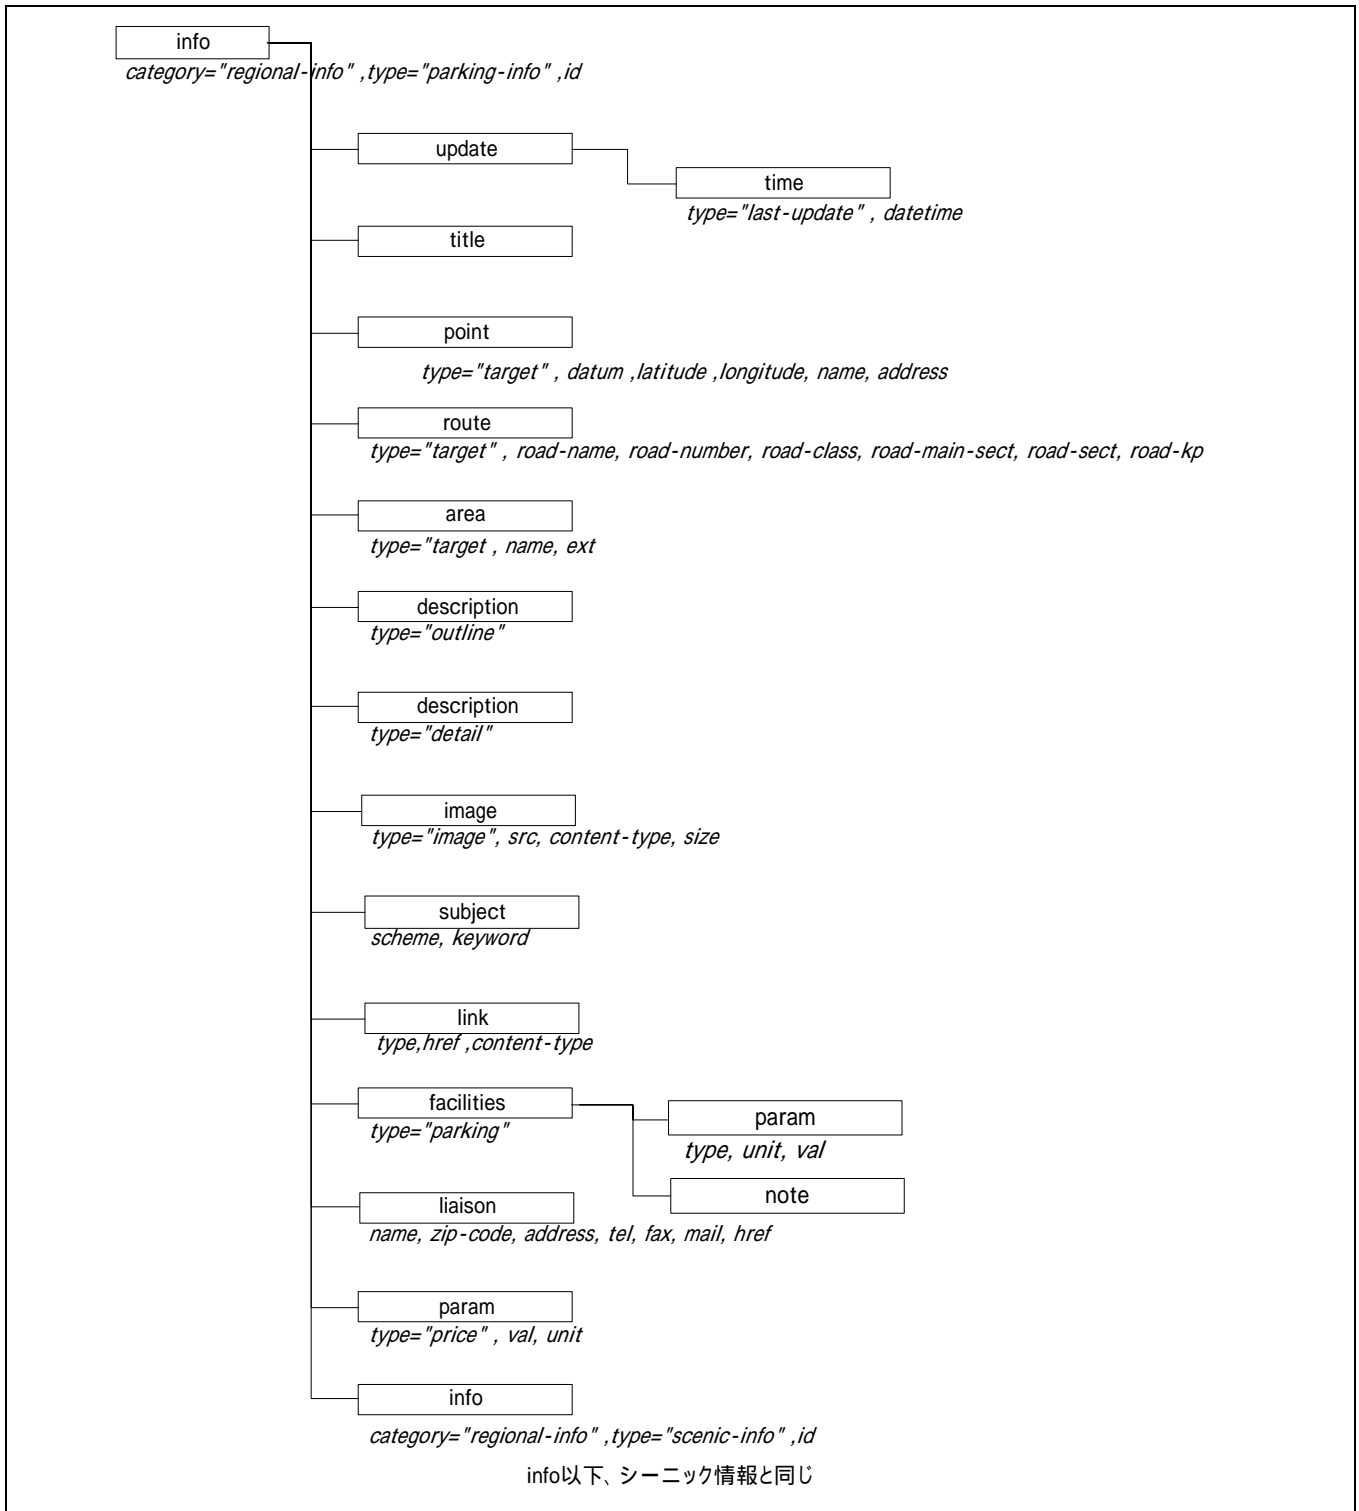 info
category="regional-info" ,type="parking-info" ,id
update
time
type="last-update" , datetime
title
point
type="target" , datum ,latitude ,longitude, name, address
route
type="target" , road-name, road-number, road-class, road-main-sect, road-sect, road-kp
area
type="target , name, ext
description
type="outline"
description
type="detail"
image
type="image", src, content-type, size
subject
scheme, keyword
link
type,href ,content-type
facilities
type="parking"
param
type, unit, val
note
liaison
name, zip-code, address, tel, fax, mail, href
param
type="price" , val, unit
info
category="regional-info" ,type="scenic-info" ,id
info以下、シーニック情報と同じ